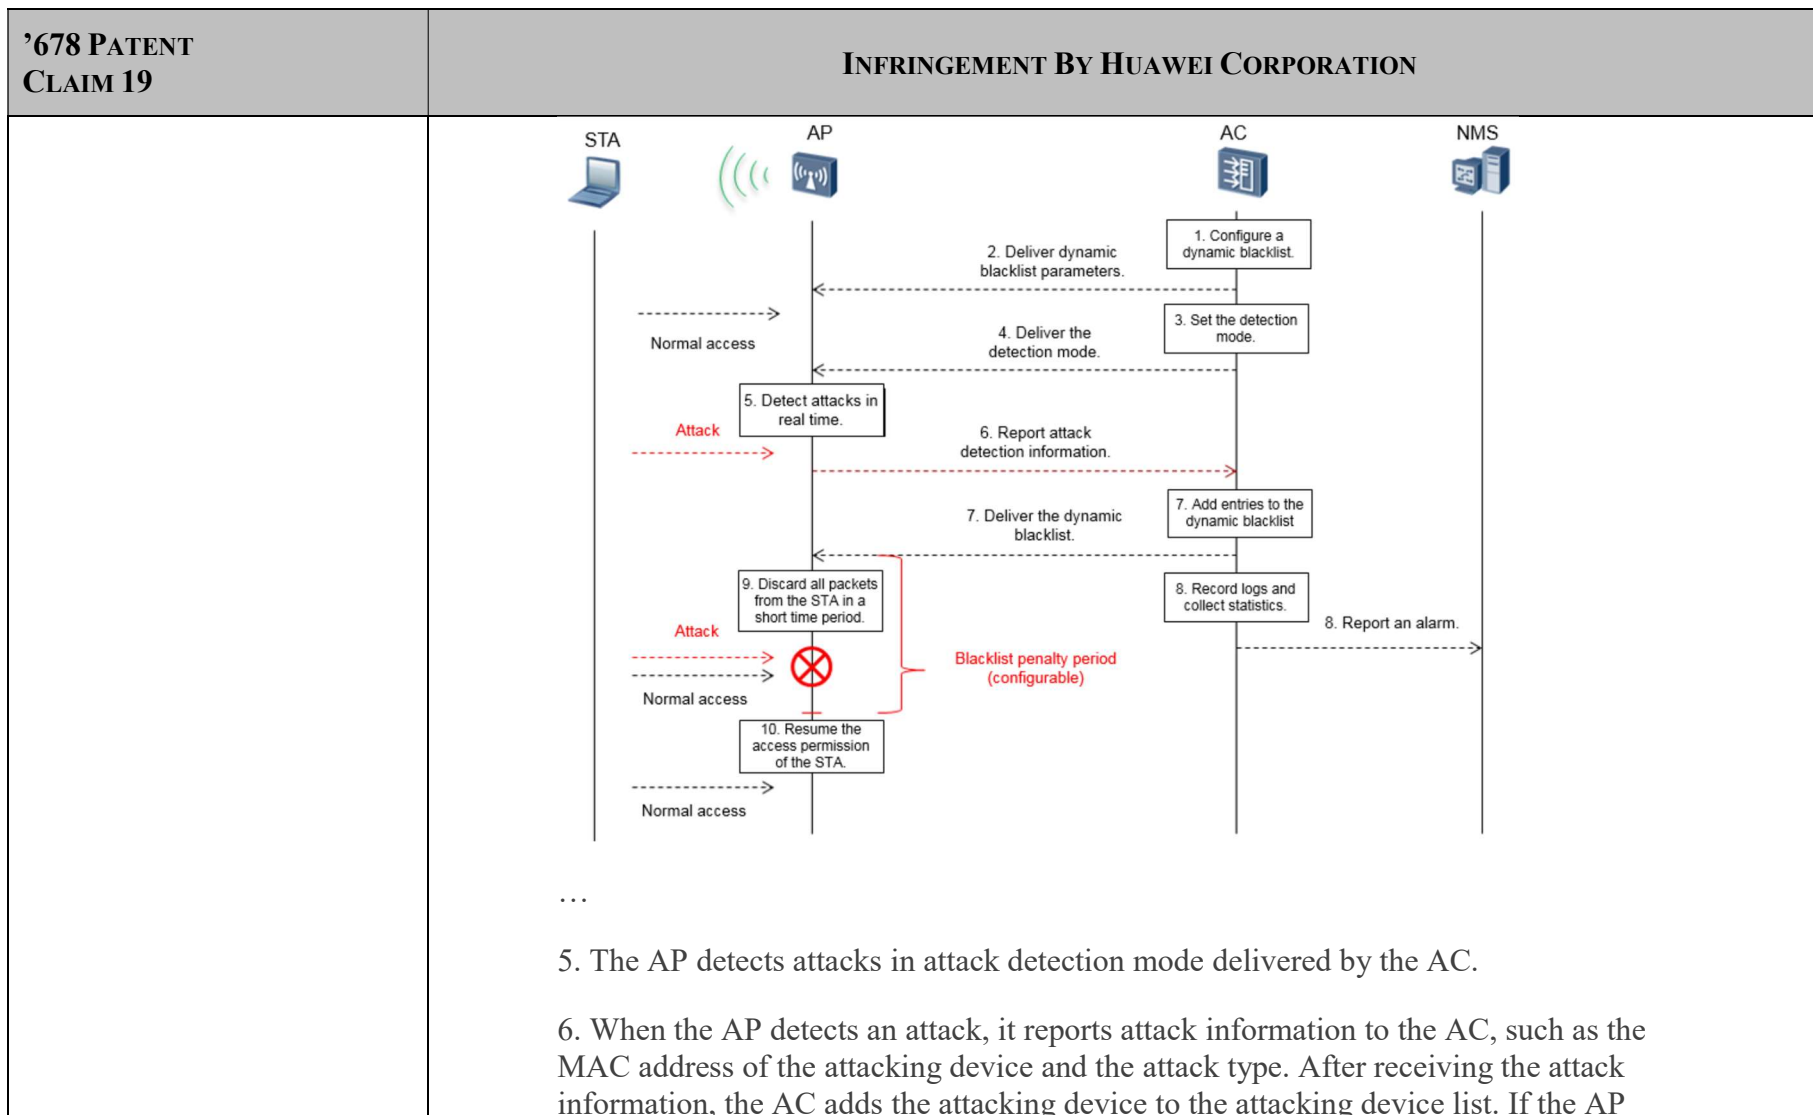 ’678 PATENT
CLAIM 19
INFRINGEMENT BY HUAWEI CORPORATION
STA
AP
AC
NMS
1. Configure a
dynamic blacklist.
2. Deliver dynamic
blacklist parameters.
Normal access
3. Set the detection
mode.
4. Deliver the
detection mode.
5. Detect attacks in
real time.
Attack
6. Report attack
detection information.
7. Add entries to the
dynamic blacklist
7. Deliver the dynamic
blacklist.
9. Discard all packets
from the STA in a
short time period.
8. Record logs and
collect statistics.
8. Report an alarm.
Attack
Blacklist penalty period
(configurable)
Normal access
10. Resume the
access permission
of the STA.
Normal access
…
5. The AP detects attacks in attack detection mode delivered by the AC.
6. When the AP detects an attack, it reports attack information to the AC, such as the
MAC address of the attacking device and the attack type. After receiving the attack
information, the AC adds the attacking device to the attacking device list. If the AP